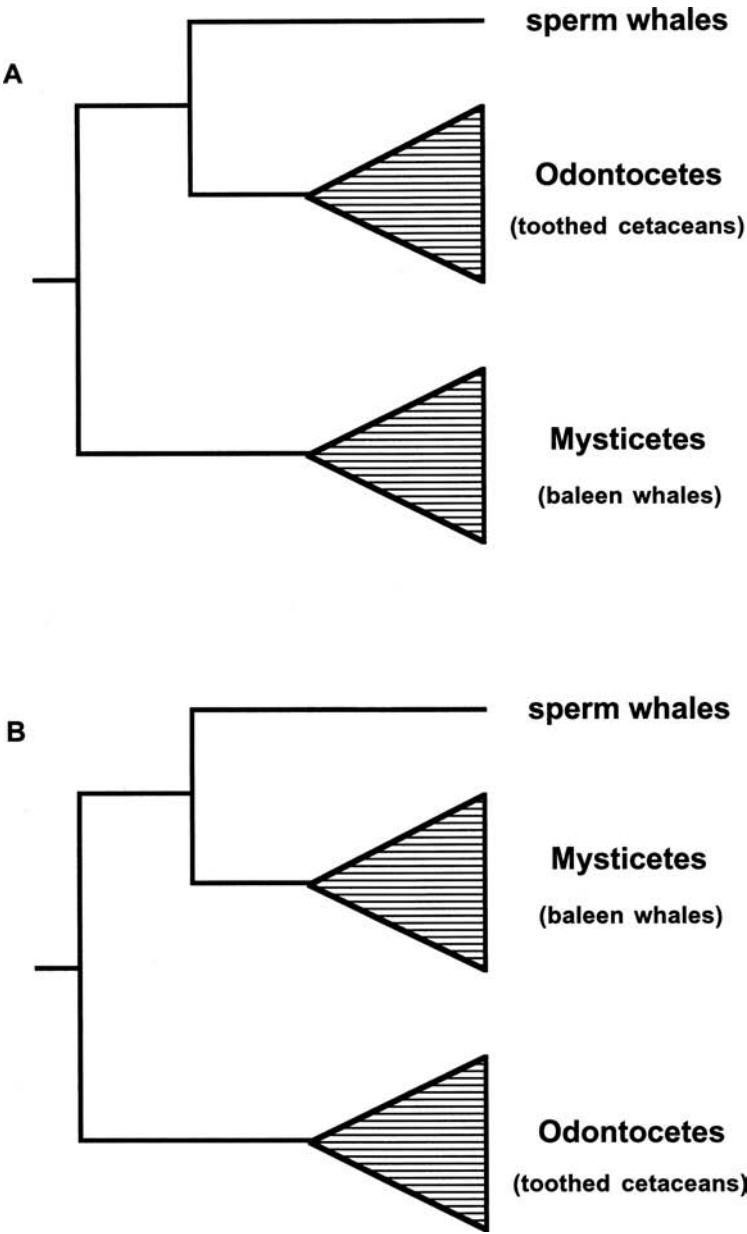 sperm whales
A
Odontocetes
(toothed cetaceans)
Mysticetes
(baleen whales)
sperm whales
B
Mysticetes
(baleen whales)
Odontocetes
(toothed cetaceans)